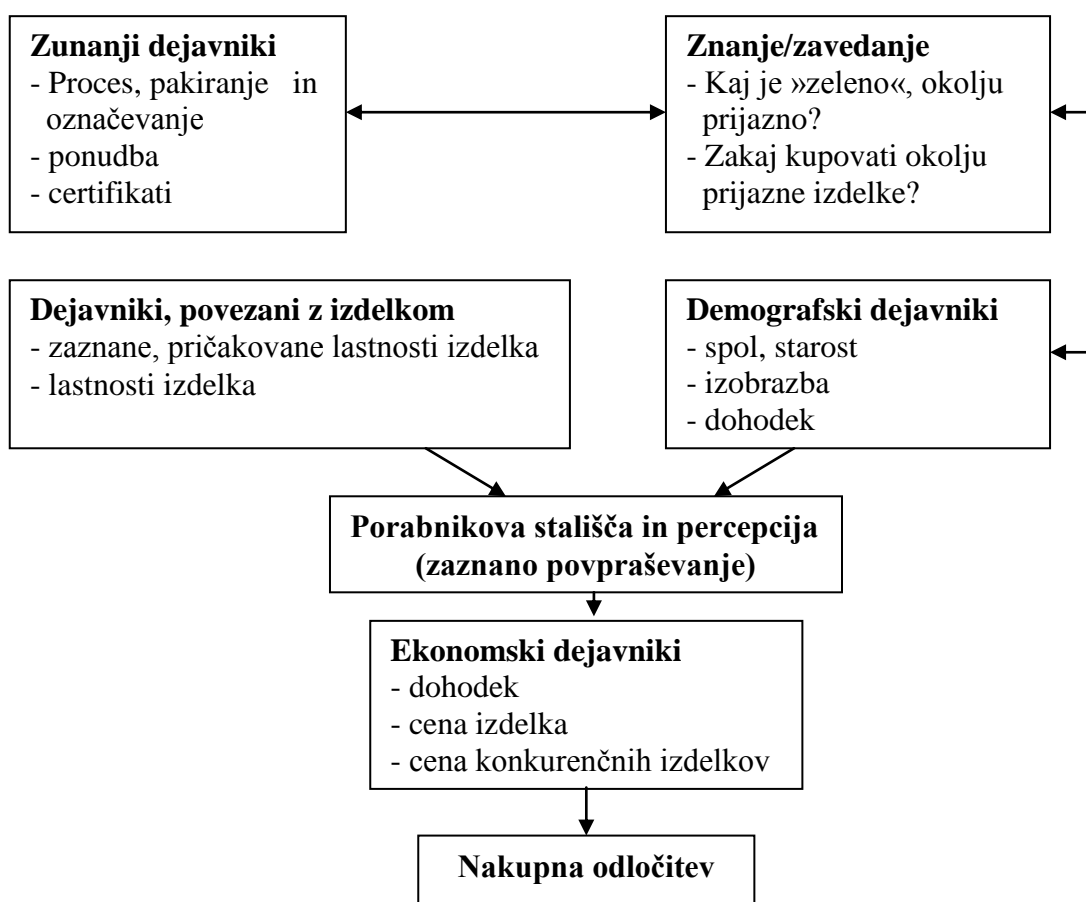 Zunanji dejavniki
- Proces, pakiranje in
označevanje
- ponudba
- certifikati
Znanje/zavedanje
- Kaj je »zeleno«, okolju
prijazno?
- Zakaj kupovati okolju
prijazne izdelke?
Dejavniki, povezani z izdelkom
- zaznane, pričakovane lastnosti izdelka
- lastnosti izdelka
Demografski dejavniki
- spol, starost
- izobrazba
- dohodek
Porabnikova stališča in percepcija
(zaznano povpraševanje)
Ekonomski dejavniki
- dohodek
- cena izdelka
- cena konkurenčnih izdelkov
Nakupna odločitev